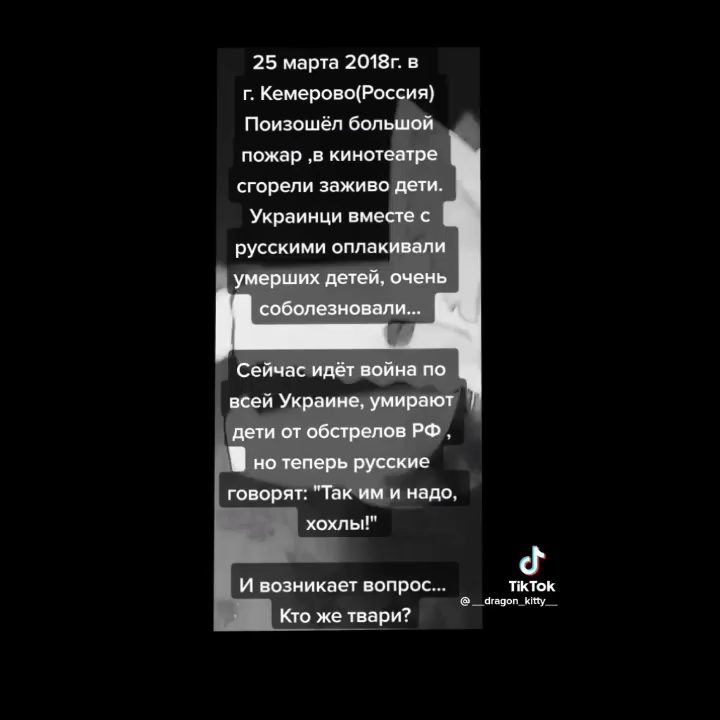 25 марта 2018г. в
г. Кемерово(Россия)
Поизошёл большой
пожар ,в кинотеатре
сгорели заживо дети.
Украинци вместе с
русскими оплакивали
умерших детей, очень
соболезновали...
Сейчас идёт война по
всей Украине, умирают
дети от обстрелов РФ ,
но теперь русские
говорят: "Так им и надо,
хохлы!"
И возникает вопрос...
Кто же твари?
TikTok
@__dragon_kitty__